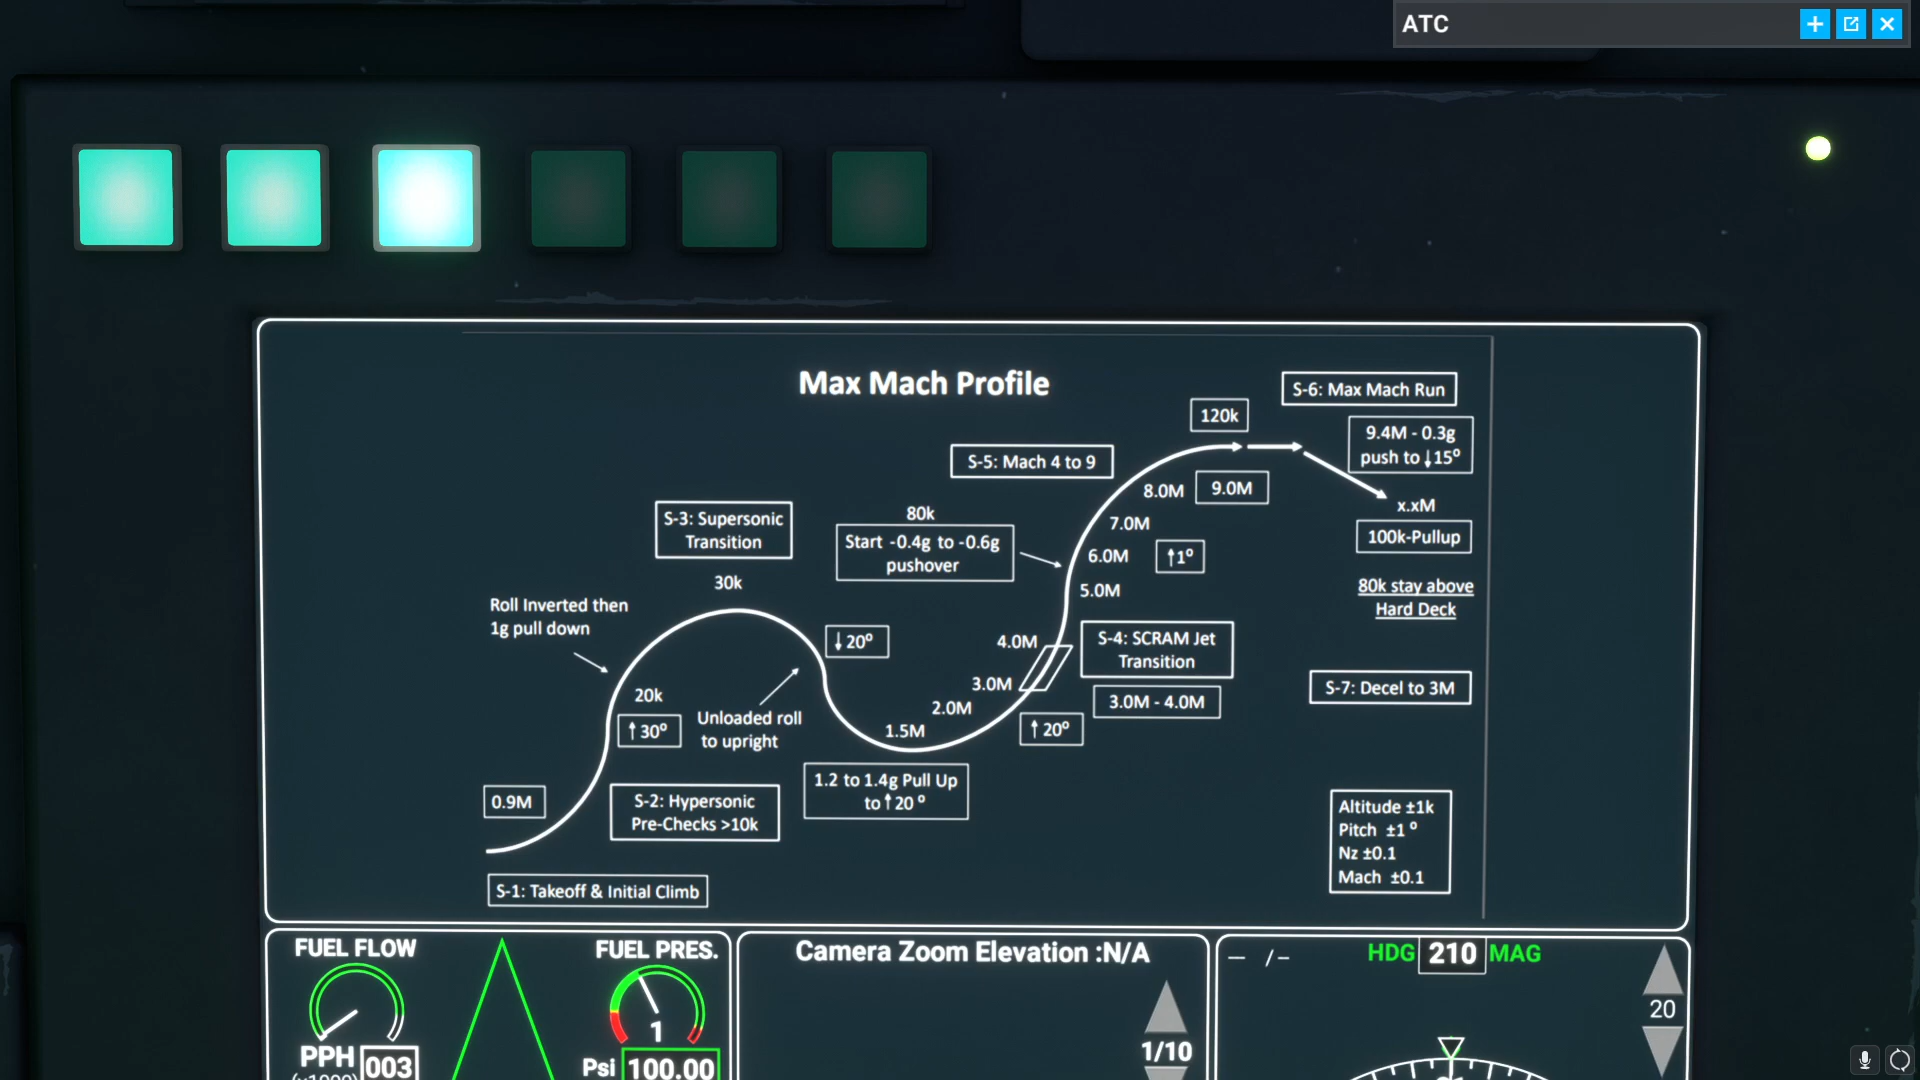 ATC
Max Mach Profile
S-6: Max Mach Run
120k
9.4M - 0.3g
push to ↓15º
S-5: Mach 4 to 9
8.0M
9.0M
x.xM
100k-Pullup
S-3: Supersonic
Transition
80k
Start -0.4g to -0.6g
pushover
7.0M
6.0M
↑1º
5.0M
80k stay above
Hard Deck
30k
Roll Inverted then
1g pull down
↓20º
4.0M
S-4: SCRAM Jet
Transition
3.0M
3.0M - 4.0M
S-7: Decel to 3M
20k
↑30º
Unloaded roll
to upright
2.0M
1.5M
↑20º
1.2 to 1.4g Pull Up
to↑20 º
0.9M
S-2: Hypersonic
Pre-Checks >10k
Altitude ±1k
Pitch ±1 º
Nz ±0.1
Mach ±0.1
S-1: Takeoff & Initial Climb
FUEL FLOW
PPH
003
FUEL PRES.
1
Psi 100.00
Camera Zoom Elevation :N/A
1/10
— /–
HDG 210 MAG
20